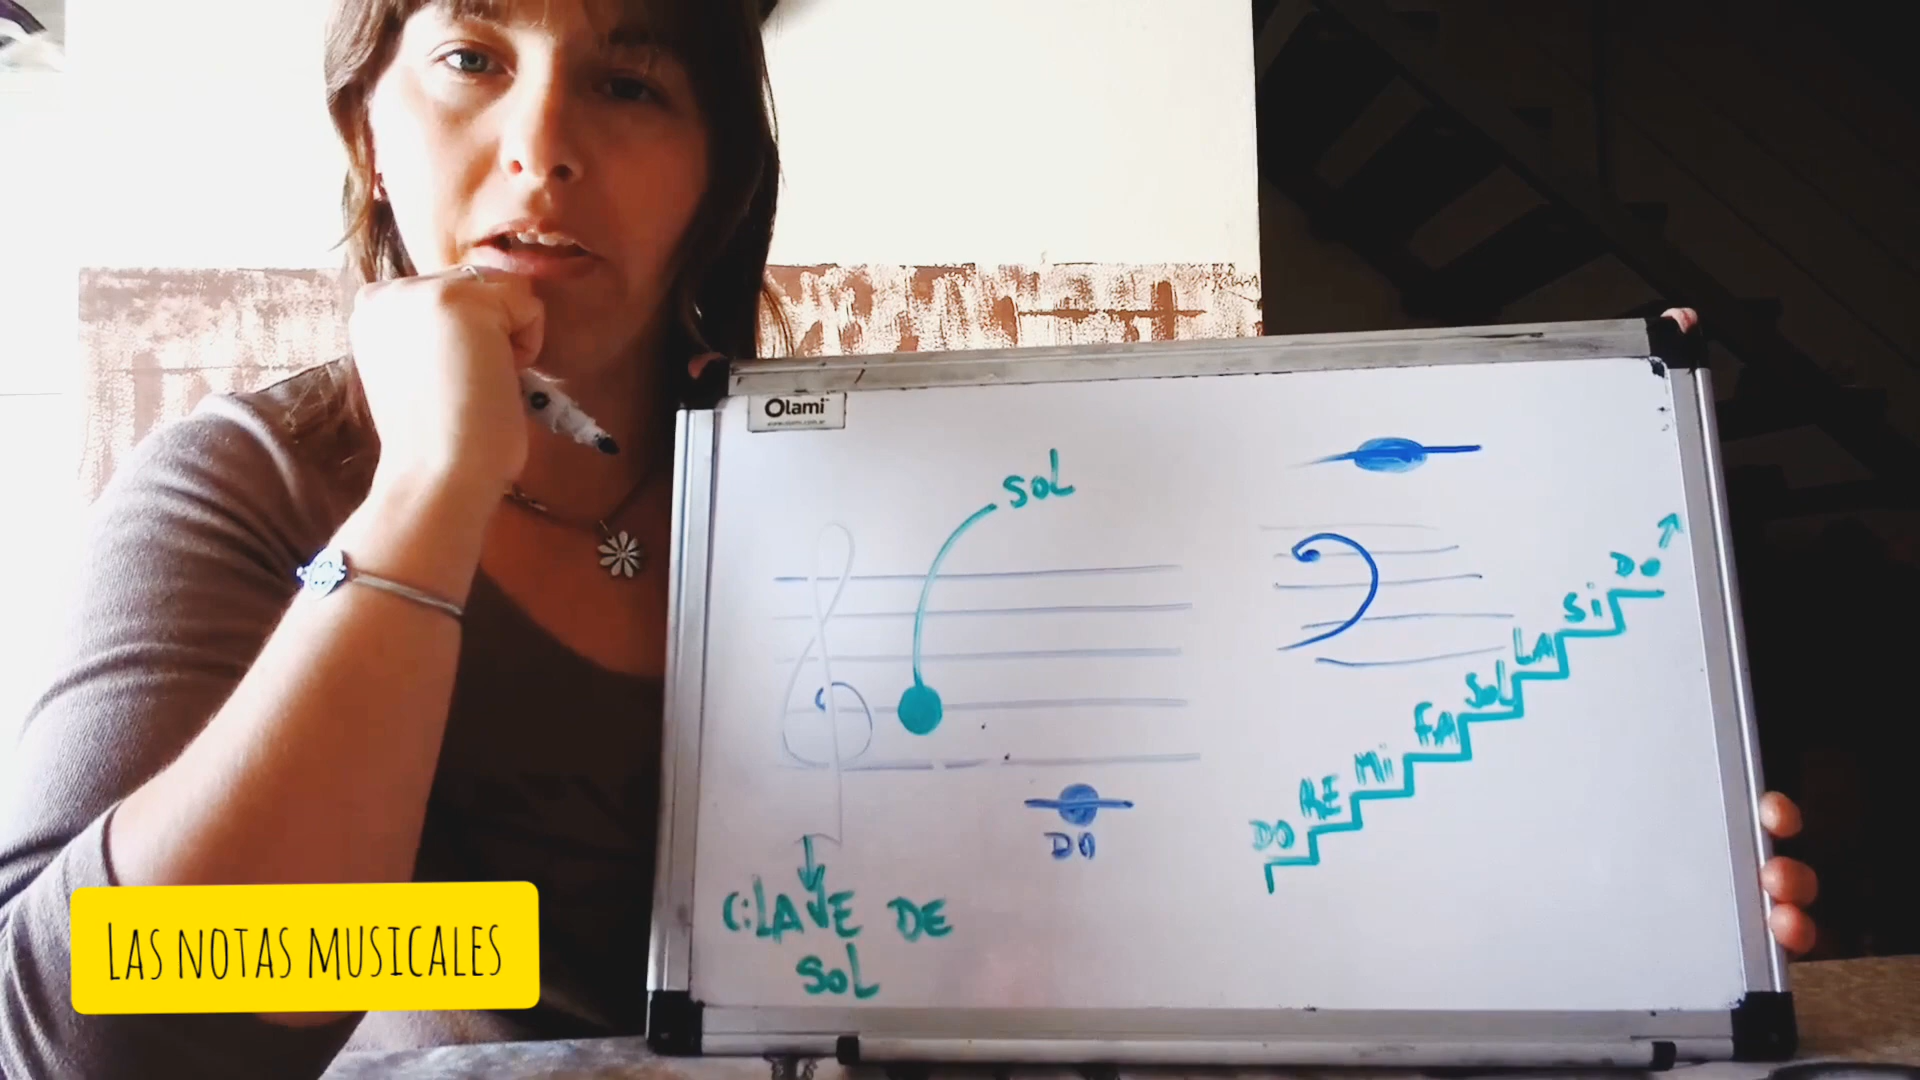 Olami
SOL
DO
CLAVE DE
SOL
DO
RE
Mi
FA
SOL
LA
Si
DO
LAS NOTAS MUSICALES